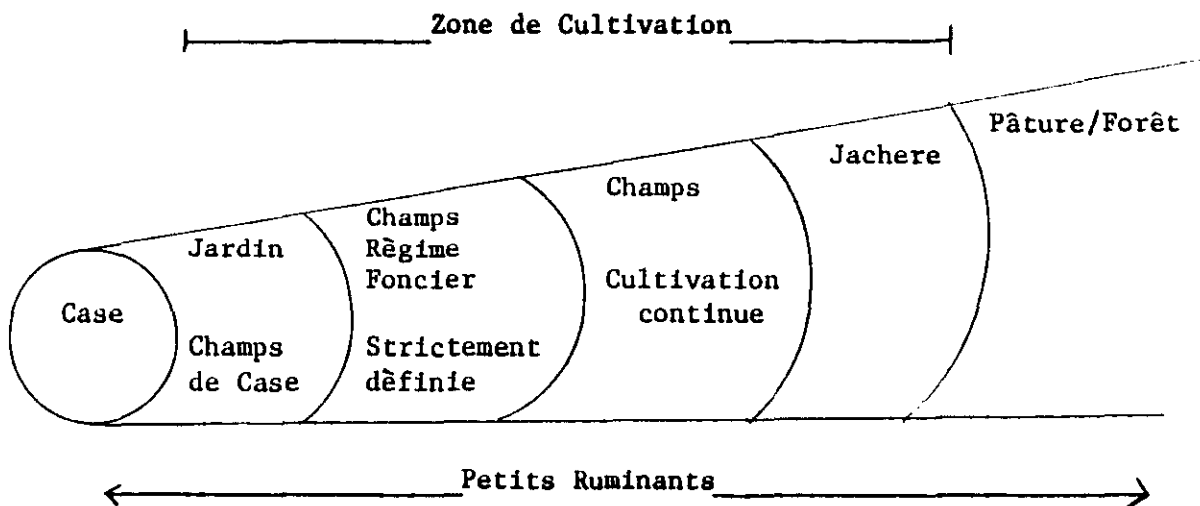 Zone de Cultivation
Pâture/Forêt
Jachere
Champs
Cultivation
continue
Champs
Règime
Foncier
Strictement
dèfinie
Jardin
Champs
de Case
Case
Petits Ruminants